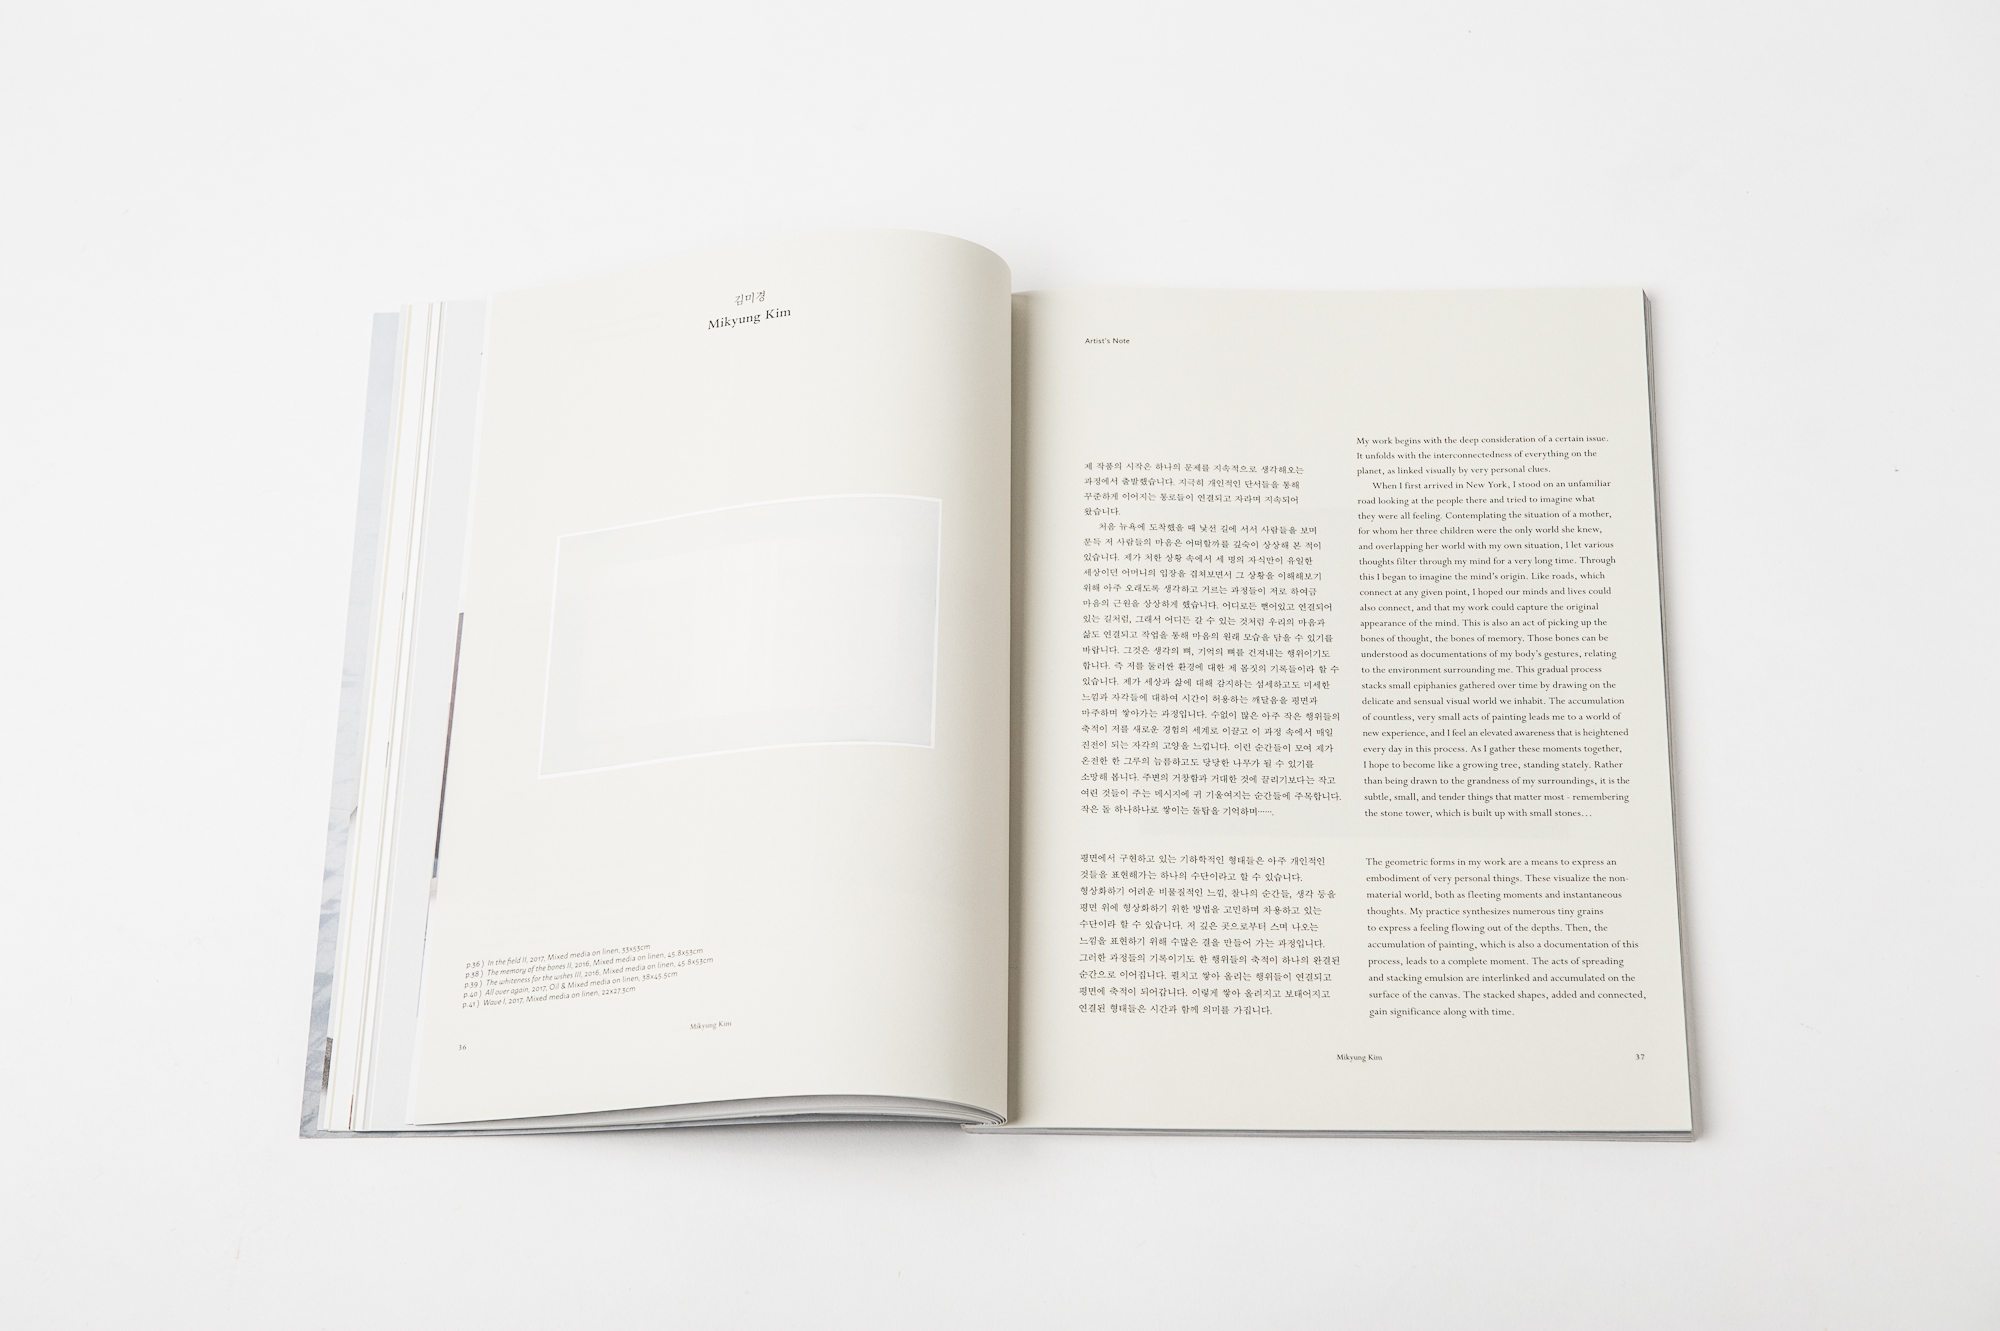 김미경
Mikyung Kim
p.36 ) In the field II, 2017, Mixed media on linen, 33x53cm
p.38 ) The memory of the bones II, 2016, Mixed media on linen, 45.8x53cm
p.39 ) The whiteness for the wshes III, 2016, Mixed media on linen, 45.8x53cm
p.40 ) All over again, 2017, Oil & Mixed media on linen, 38x45.5cm
p.41 ) Wave I, 2017, Mixed media on linen, 22x27.3cm
Mikyung Kim
36
Artist's Note
제 작품의 시작은 하나의 문제를 지속적으로 생각해오는
과정에서 출발했습니다. 지극히 개인적인 단서들을 통해
꾸준하게 이어지는 통로들이 연결되고 자라며 지속되어
왔습니다.
처음 뉴욕에 도착했을 때 낯선 길에 서서 사람들을 보며
문득 저 사람들의 마음은 어떠할까를 깊숙이 상상해 본 적이
있습니다. 제가 처한 상황 속에서 세 명의 자식만이 유일한
세상이던 어머니의 입장을 겹쳐보면서 그 상황을 이해해보기
위해 아주 오래도록 생각하고 거르는 과정들이 저로 하여금
마음의 근원을 상상하게 했습니다. 어디로든 뻗어있고 연결되어
있는 길처럼, 그래서 어디든 갈 수 있는 것처럼 우리의 마음과
삶도 연결되고 작업을 통해 마음의 원래 모습을 담을 수 있기를
바랍니다. 그것은 생각의 뼈, 기억의 뼈를 건져내는 행위이기도
합니다. 즉 저를 둘러싼 환경에 대한 제 몸짓의 기록들이라 할 수
있습니다. 제가 세상과 삶에 대해 감지하는 섬세하고도 미세한
느낌과 자각들에 대하여 시간이 허용하는 깨달음을 평면과
마주하며 쌓아가는 과정입니다. 수없이 많은 아주 작은 행위들의
축적이 저를 새로운 경험의 세계로 이끌고 이 과정 속에서 매일
진전이 되는 자각의 고양을 느낍니다. 이런 순간들이 모여 제가
온전한 한 그루의 늠름하고도 당당한 나무가 될 수 있기를
소망해 봅니다. 주변의 거창함과 거대한 것에 끌리기보다는 작고
여린 것들이 주는 메시지에 귀 기울여지는 순간들에 주목합니다.
작은 돌 하나하나로 쌓이는 돌탑을 기억하며…….
평면에서 구현하고 있는 기하학적인 형태들은 아주 개인적인
것들을 표현해가는 하나의 수단이라고 할 수 있습니다.
형상화하기 어려운 비물질적인 느낌, 찰나의 순간들, 생각 등을
평면 위에 형상화하기 위한 방법을 고민하며 차용하고 있는
수단이라 할 수 있습니다. 저 깊은 곳으로부터 스며 나오는
느낌을 표현하기 위해 수많은 결을 만들어 가는 과정입니다.
그러한 과정들의 기록이기도 한 행위들의 축적이 하나의 완결된
순간으로 이어집니다. 펼치고 쌓아 올리는 행위들이 연결되고
평면에 축적이 되어갑니다. 이렇게 쌓아 올려지고 보태어지고
연결된 형태들은 시간과 함께 의미를 가집니다.
My work begins with the deep consideration of a certain issue.
It unfolds with the interconnectedness of everything on the
planet, as linked visually by very personal clues.
When I first arrived in New York, I stood on an unfamiliar
road looking at the people there and tried to imagine what
they were all feeling. Contemplating the situation of a mother,
for whom her three children were the only world she knew,
and overlapping her world with my own situation, I let various
thoughts filter through my mind for a very long time. Through
this I began to imagine the mind's origin. Like roads, which
connect at any given point, I hoped our minds and lives could
also connect, and that my work could capture the original
appearance of the mind. This is also an act of picking up the
bones of thought, the bones of memory. Those bones can be
understood as documentations of my body's gestures, relating
to the environment surrounding me. This gradual process
stacks small epiphanies gathered over time by drawing on the
delicate and sensual visual world we inhabit. The accumulation
of countless, very small acts of painting leads me to a world of
new experience, and I feel an elevated awareness that is heightened
every day in this process. As I gather these moments together,
I hope to become like a growing tree, standing stately. Rather
than being drawn to the grandness of my surroundings, it is the
subtle, small, and tender things that matter most - remembering
the stone tower, which is built up with small stones…
The geometric forms in my work are a means to express an
embodiment of very personal things. These visualize the non-
material world, both as fleeting moments and instantaneous
thoughts. My practice synthesizes numerous tiny grains
to express a feeling flowing out of the depths. Then, the
accumulation of painting, which is also a documentation of this
process, leads to a complete moment. The acts of spreading
and stacking emulsion are interlinked and accumulated on the
surface of the canvas. The stacked shapes, added and connected,
gain significance along with time.
Mikyung Kim
37